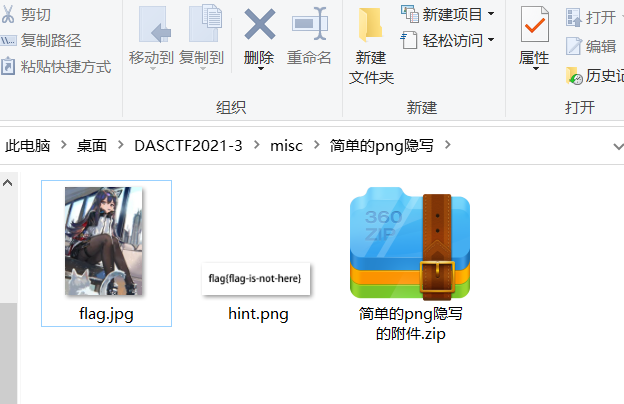 剪切
复制路径
粘贴快捷方式
移动到 复制到
删除 重命名
组织
新建
文件夹
新建项目
轻松访问
新建
属性
打开
编辑
历史记
打开
此电脑 > 桌面 > DASCTF2021-3 > misc > 简单的png隐写 >
flag.jpg
flag{flag-is-not-here}
hint.png
360
ZIP
简单的png隐写
的附件.zip